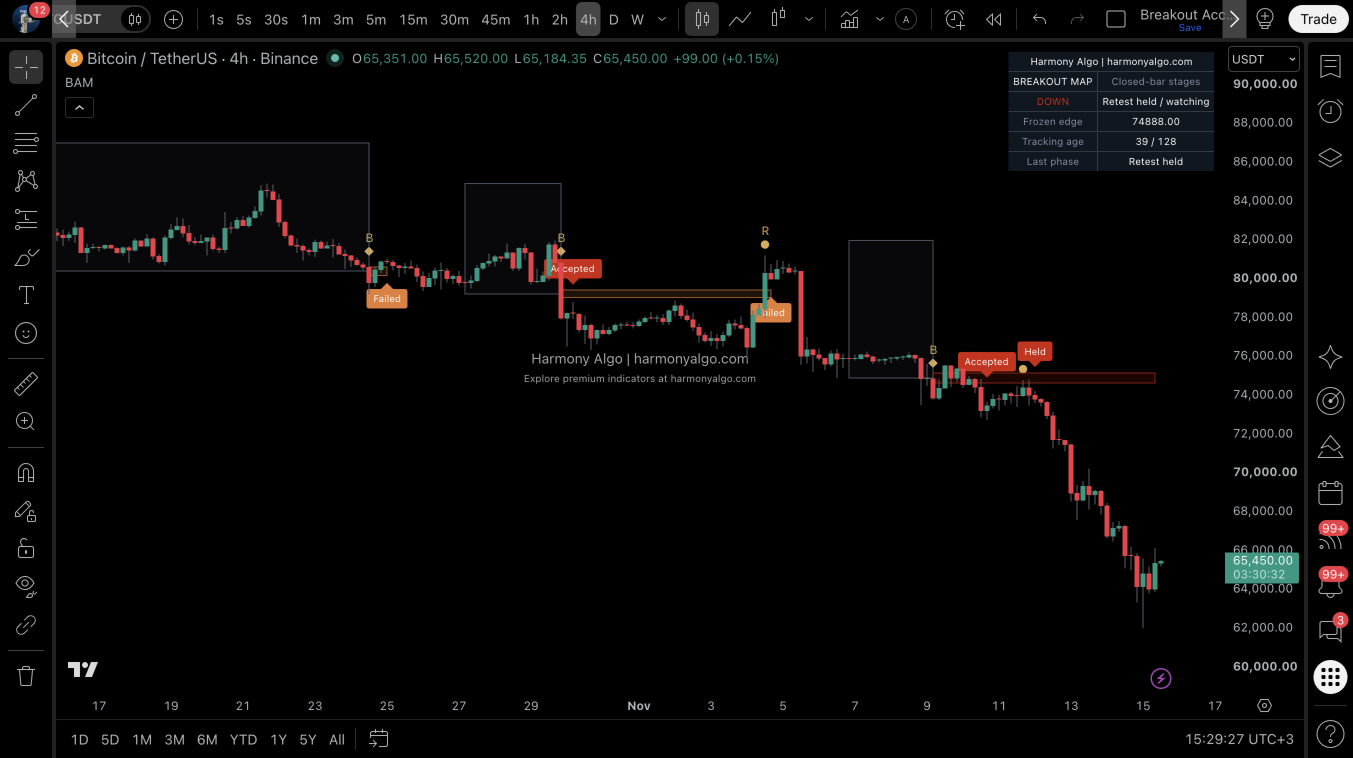 12
USDT
1s 5s 30s 1m 3m 5m 15m 30m 45m 1h 2h 4h D W
A
Breakout Acc...
Save
Trade
Bitcoin / TetherUS · 4h · Binance O65,351.00 H65,520.00 L65,184.35 C65,450.00 +99.00 (+0.15%)
BAM
Harmony Algo | harmonyalgo.com
BREAKOUT MAP Closed-bar stages
DOWN Retest held / watching
Frozen edge 74888.00
Tracking age 39 / 128
Last phase Retest held
USDT
90,000.00
88,000.00
86,000.00
84,000.00
82,000.00
80,000.00
78,000.00
76,000.00
74,000.00
72,000.00
70,000.00
68,000.00
66,000.00
65,450.00
03:30:32
64,000.00
62,000.00
60,000.00
B
Failed
B
Accepted
R
B
Accepted
Held
Harmony Algo | harmonyalgo.com
Explore premium indicators at harmonyalgo.com
T
99+
99+
3
17 19 21 23 25 27 29 Nov 3 5 7 9 11 13 15 17
1D 5D 1M 3M 6M YTD 1Y 5Y All
15:29:27 UTC+3